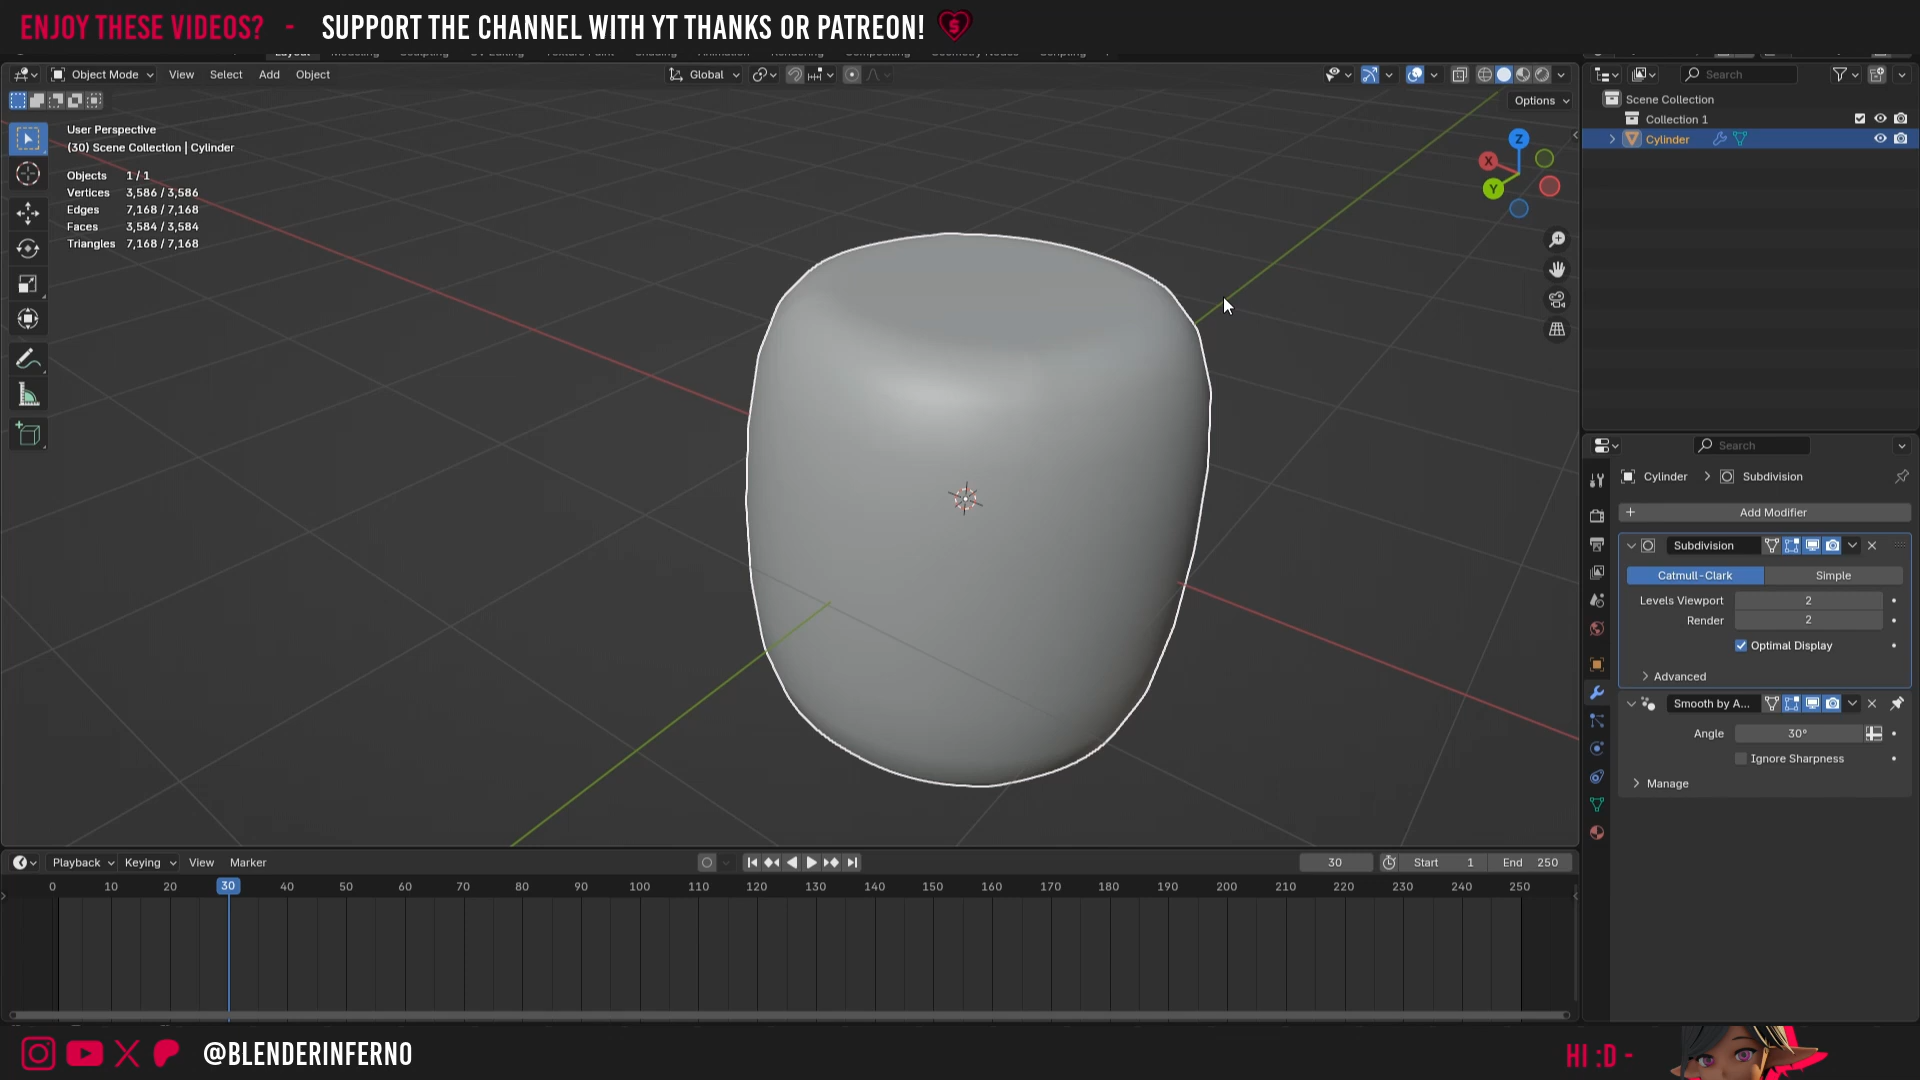 ENJOY THESE VIDEOS? - SUPPORT THE CHANNEL WITH YT THANKS OR PATREON!
Object Mode View Select Add Object Global Search
Options
User Perspective
(30) Scene Collection | Cylinder
Objects 1 / 1
Vertices 3,586 / 3,586
Edges 7,168 / 7,168
Faces 3,584 / 3,584
Triangles 7,168 / 7,168
Z
X
Y
Scene Collection
Collection 1
Cylinder
Search
Cylinder > Subdivision
+ Add Modifier
Subdivision
Catmull-Clark Simple
Levels Viewport 2
Render 2
Optimal Display
Advanced
Smooth by A...
Angle 30°
Ignore Sharpness
Manage
Playback Keying View Marker 30 Start 1 End 250
0 10 20 30 40 50 60 70 80 90 100 110 120 130 140 150 160 170 180 190 200 210 220 230 240 250
@BLENDERINFERNO
HI :D -